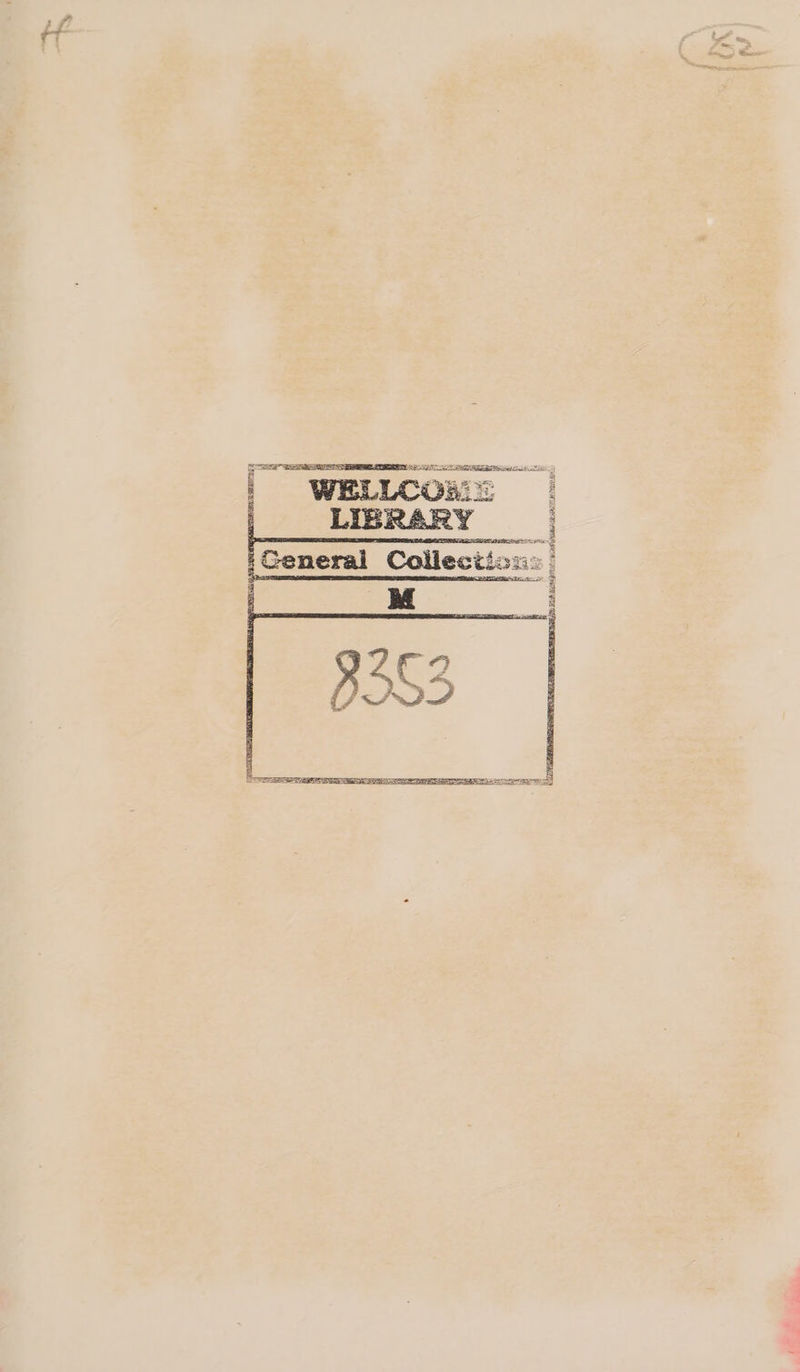 WELLCOME
LIBRARY
General Collections
M
8353